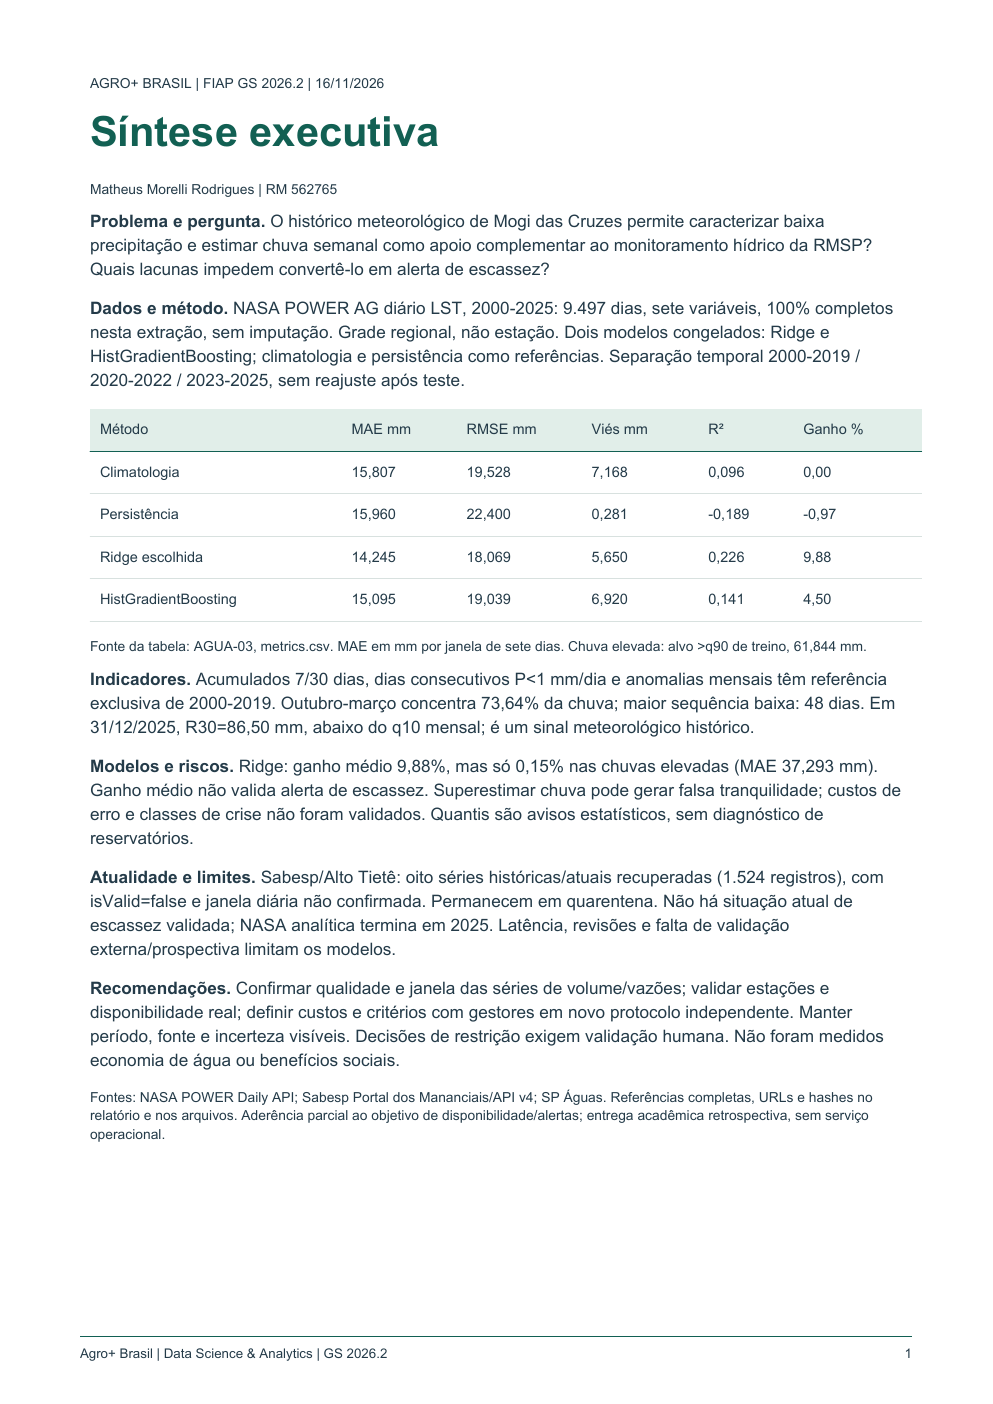 AGRO+ BRASIL | FIAP GS 2026.2 | 16/11/2026
Síntese executiva
Matheus Morelli Rodrigues | RM 562765
Problema e pergunta. O histórico meteorológico de Mogi das Cruzes permite caracterizar baixa
precipitação e estimar chuva semanal como apoio complementar ao monitoramento hídrico da RMSP?
Quais lacunas impedem convertê-lo em alerta de escassez?
Dados e método. NASA POWER AG diário LST, 2000-2025: 9.497 dias, sete variáveis, 100% completos
nesta extração, sem imputação. Grade regional, não estação. Dois modelos congelados: Ridge e
HistGradientBoosting; climatologia e persistência como referências. Separação temporal 2000-2019 /
2020-2022 / 2023-2025, sem reajuste após teste.
Método MAE mm RMSE mm Viés mm R² Ganho %
Climatologia 15,807 19,528 7,168 0,096 0,00
Persistência 15,960 22,400 0,281 -0,189 -0,97
Ridge escolhida 14,245 18,069 5,650 0,226 9,88
HistGradientBoosting 15,095 19,039 6,920 0,141 4,50
Fonte da tabela: AGUA-03, metrics.csv. MAE em mm por janela de sete dias. Chuva elevada: alvo >q90 de treino, 61,844 mm.
Indicadores. Acumulados 7/30 dias, dias consecutivos P<1 mm/dia e anomalias mensais têm referência
exclusiva de 2000-2019. Outubro-março concentra 73,64% da chuva; maior sequência baixa: 48 dias. Em
31/12/2025, R30=86,50 mm, abaixo do q10 mensal; é um sinal meteorológico histórico.
Modelos e riscos. Ridge: ganho médio 9,88%, mas só 0,15% nas chuvas elevadas (MAE 37,293 mm).
Ganho médio não valida alerta de escassez. Superestimar chuva pode gerar falsa tranquilidade; custos de
erro e classes de crise não foram validados. Quantis são avisos estatísticos, sem diagnóstico de
reservatórios.
Atualidade e limites. Sabesp/Alto Tietê: oito séries históricas/atuais recuperadas (1.524 registros), com
isValid=false e janela diária não confirmada. Permanecem em quarentena. Não há situação atual de
escassez validada; NASA analítica termina em 2025. Latência, revisões e falta de validação
externa/prospectiva limitam os modelos.
Recomendações. Confirmar qualidade e janela das séries de volume/vazões; validar estações e
disponibilidade real; definir custos e critérios com gestores em novo protocolo independente. Manter
período, fonte e incerteza visíveis. Decisões de restrição exigem validação humana. Não foram medidos
economia de água ou benefícios sociais.
Fontes: NASA POWER Daily API; Sabesp Portal dos Mananciais/API v4; SP Águas. Referências completas, URLs e hashes no
relatório e nos arquivos. Aderência parcial ao objetivo de disponibilidade/alertas; entrega acadêmica retrospectiva, sem serviço
operacional.
Agro+ Brasil | Data Science & Analytics | GS 2026.2 1